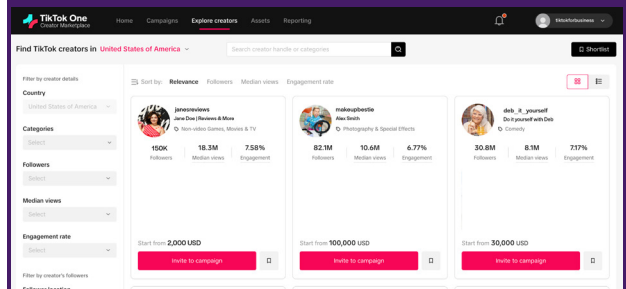 TikTok One
Creator Marketplace
Home Campaigns Explore creators Assets Reporting
tiktokforbusiness
Find TikTok creators in United States of America
Search creator handle or categories
Shortlist
Filter by creator details
Country
United States of America
Categories
Select
Followers
Select
Median views
Select
Engagement rate
Select
Filter by creator's followers
Follower location
Sort by: Relevance Followers Median views Engagement rate
janesreviews
Jane Doe | Reviews & More
Non-video Games, Movies & TV
150K 18.3M 7.58%
Followers Median views Engagement
Start from 2,000 USD
Invite to campaign
makeupbestie
Alex Smith
Photography & Special Effects
82.1M 10.6M 6.77%
Followers Median views Engagement
Start from 100,000 USD
Invite to campaign
deb_it_yourself
Do it yourself with Deb
Comedy
30.8M 8.1M 7.17%
Followers Median views Engagement
Start from 30,000 USD
Invite to campaign